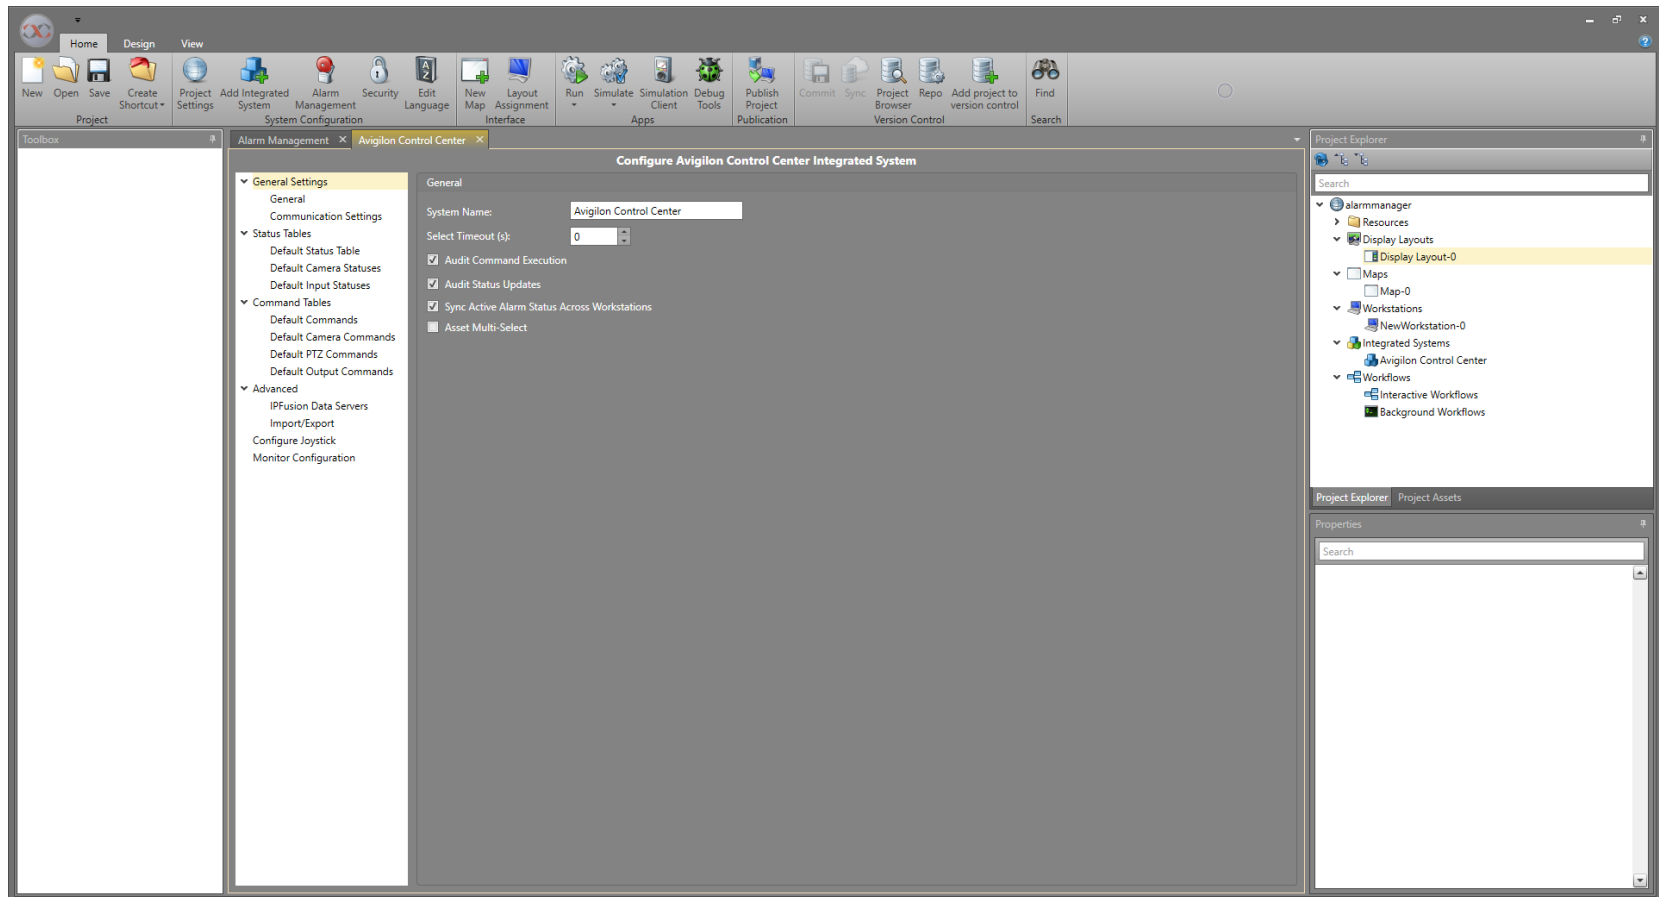 Home Design View
New Open Save Create Shortcut
Project
Project Settings Add Integrated System Alarm Management Security Edit Language
System Configuration
New Map Layout Assignment
Interface
Run Simulate Simulation Client Debug Tools
Apps
Publish Project
Publication
Commit Sync Project Browser Repo Add project to version control
Version Control
Find
Search
Toolbox
Alarm Management Avigilon Control Center
Configure Avigilon Control Center Integrated System
General Settings
General
Communication Settings
Status Tables
Default Status Table
Default Camera Statuses
Default Input Statuses
Command Tables
Default Commands
Default Camera Commands
Default PTZ Commands
Default Output Commands
Advanced
IPFusion Data Servers
Import/Export
Configure Joystick
Monitor Configuration
General
System Name: Avigilon Control Center
Select Timeout (s): 0
Audit Command Execution
Audit Status Updates
Sync Active Alarm Status Across Workstations
Asset Multi-Select
Project Explorer
Search
alarmmanager
Resources
Display Layouts
Display Layout-0
Maps
Map-0
Workstations
NewWorkstation-0
Integrated Systems
Avigilon Control Center
Workflows
Interactive Workflows
Background Workflows
Project Explorer Project Assets
Properties
Search